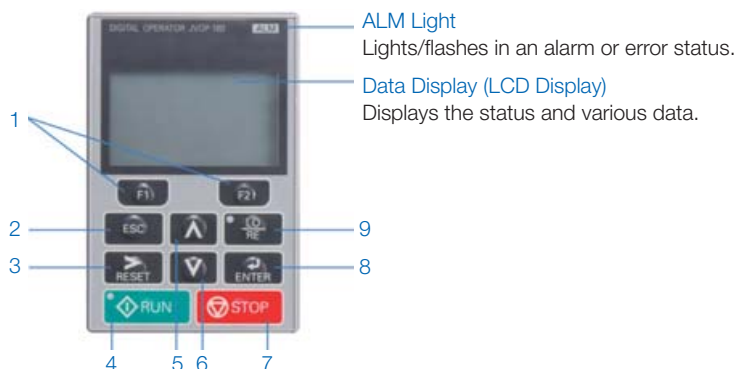 DIGITAL OPERATOR JVOP-180 ALM
ALM Light
Lights/flashes in an alarm or error status.
Data Display (LCD Display)
Displays the status and various data.
1
F1
F2
2
ESC
LO
RE
9
3
RESET
ENTER
8
RUN
STOP
4
5
6
7